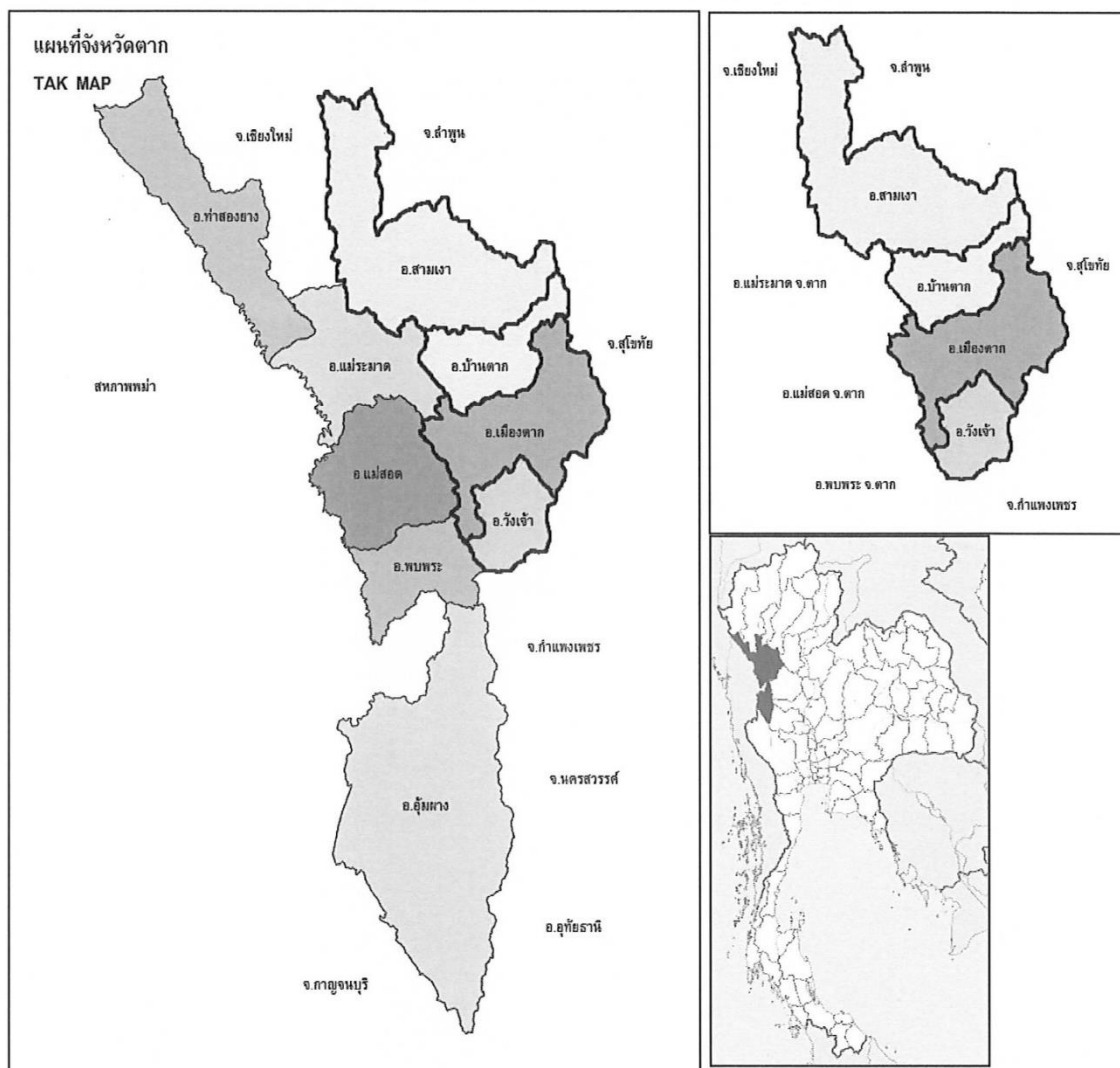 แผนที่จังหวัดตาก
TAK MAP
จ.เชียงใหม่
จ.ลำพูน
อ.ท่าสองยาง
อ.สามเงา
จ.สุโขทัย
อ.แม่ระมาด
อ.บ้านตาก
สหภาพพม่า
อ.เมืองตาก
อ.แม่สอด
อ.วังเจ้า
อ.พบพระ
จ.กำแพงเพชร
จ.นครสวรรค์
อ.อุ้มผาง
อ.อุทัยธานี
จ.กาญจนบุรี
จ.เชียงใหม่
จ.ลำพูน
อ.สามเงา
จ.สุโขทัย
อ.แม่ระมาด จ.ตาก
อ.บ้านตาก
อ.เมืองตาก
อ.แม่สอด จ.ตาก
อ.วังเจ้า
อ.พบพระ จ.ตาก
จ.กำแพงเพชร